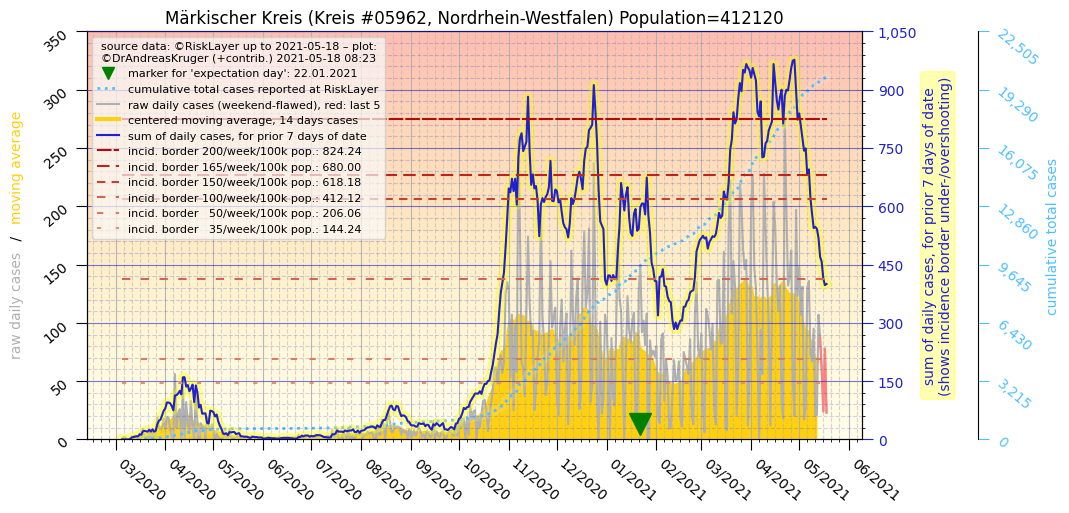 Märkischer Kreis (Kreis #05962, Nordrhein-Westfalen) Population=412120
source data: ©RiskLayer up to 2021-05-18 – plot:
©DrAndreasKruger (+contrib.) 2021-05-18 08:23
marker for 'expectation day': 22.01.2021
cumulative total cases reported at RiskLayer
raw daily cases (weekend-flawed), red: last 5
centered moving average, 14 days cases
sum of daily cases, for prior 7 days of date
incid. border 200/week/100k pop.: 824.24
incid. border 165/week/100k pop.: 680.00
incid. border 150/week/100k pop.: 618.18
incid. border 100/week/100k pop.: 412.12
incid. border   50/week/100k pop.: 206.06
incid. border   35/week/100k pop.: 144.24
raw daily cases  /  moving average
350
300
250
200
150
100
50
0
03/2020
04/2020
05/2020
06/2020
07/2020
08/2020
09/2020
10/2020
11/2020
12/2020
01/2021
02/2021
03/2021
04/2021
05/2021
06/2021
1,050
900
750
600
450
300
150
0
sum of daily cases, for prior 7 days of date
(shows incidence border under-/overshooting)
22,505
19,290
16,075
12,860
9,645
6,430
3,215
0
cumulative total cases